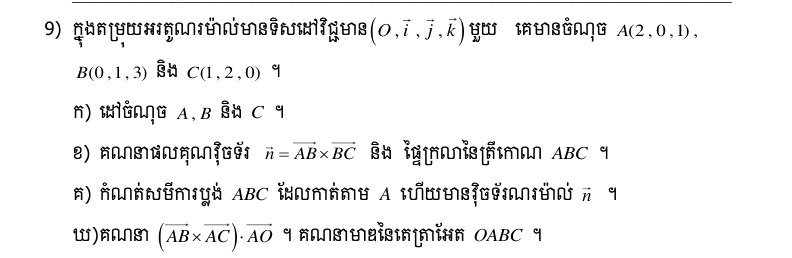 9) ក្នុងតម្រុយអរតូណរម៉ាល់មានទិសដៅវិជ្ជមាន(O , i⃗ , j⃗ , k⃗) មួយ គេមានចំណុច A(2 , 0 , 1) ,
B(0 , 1 , 3) និង C(1 , 2 , 0) ។
ក) ដៅចំណុច A , B និង C ។
ខ) គណនាផលគុណវ៉ិចទ័រ n⃗ = AB⃗ × BC⃗ និង ផ្ទៃក្រលានៃត្រីកោណ ABC ។
គ) កំណត់សមីការប្លង់ ABC ដែលកាត់តាម A ហើយមានវ៉ិចទ័រណរម៉ាល់ n⃗ ។
ឃ)គណនា (AB⃗ × AC⃗) · AO⃗ ។ គណនាមាឌនៃតេត្រាអែត OABC ។